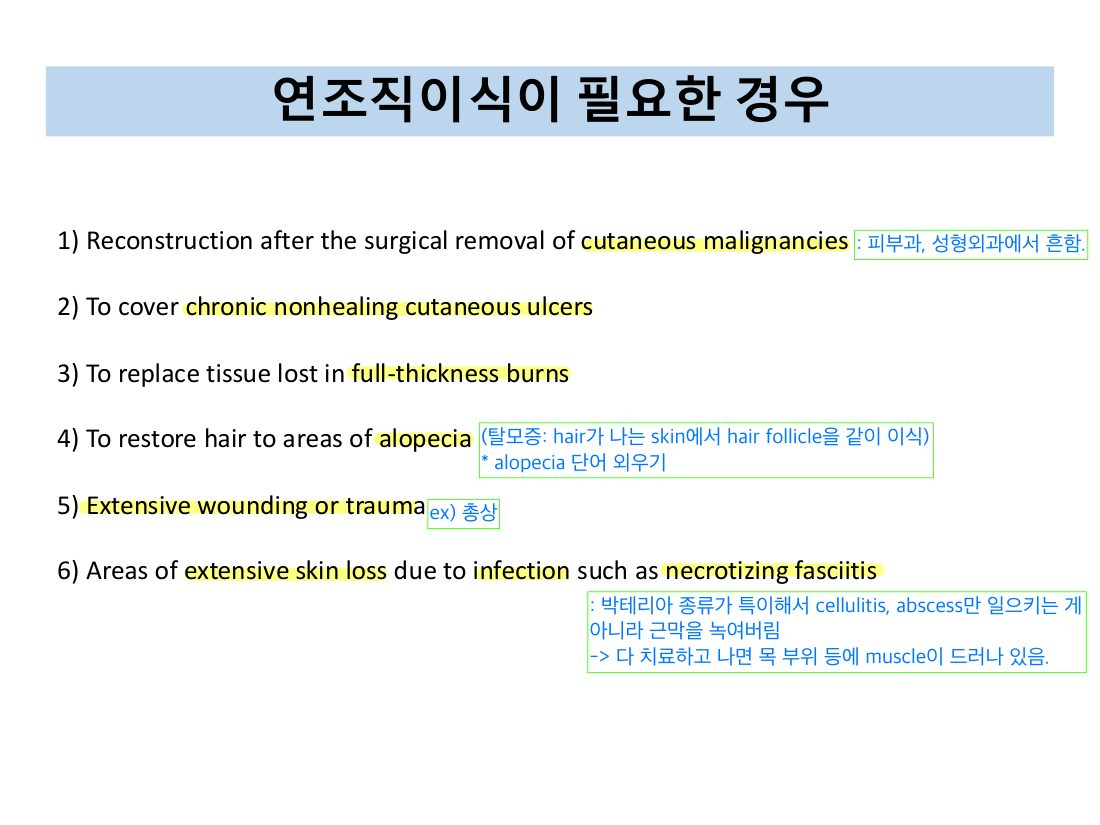 연조직이식이 필요한 경우
1) Reconstruction after the surgical removal of cutaneous malignancies : 피부과, 성형외과에서 흔함.
2) To cover chronic nonhealing cutaneous ulcers
3) To replace tissue lost in full-thickness burns
4) To restore hair to areas of alopecia (탈모증: hair가 나는 skin에서 hair follicle을 같이 이식)
* alopecia 단어 외우기
5) Extensive wounding or trauma ex) 총상
6) Areas of extensive skin loss due to infection such as necrotizing fasciitis
: 박테리아 종류가 특이해서 cellulitis, abscess만 일으키는 게
아니라 근막을 녹여버림
-> 다 치료하고 나면 목 부위 등에 muscle이 드러나 있음.